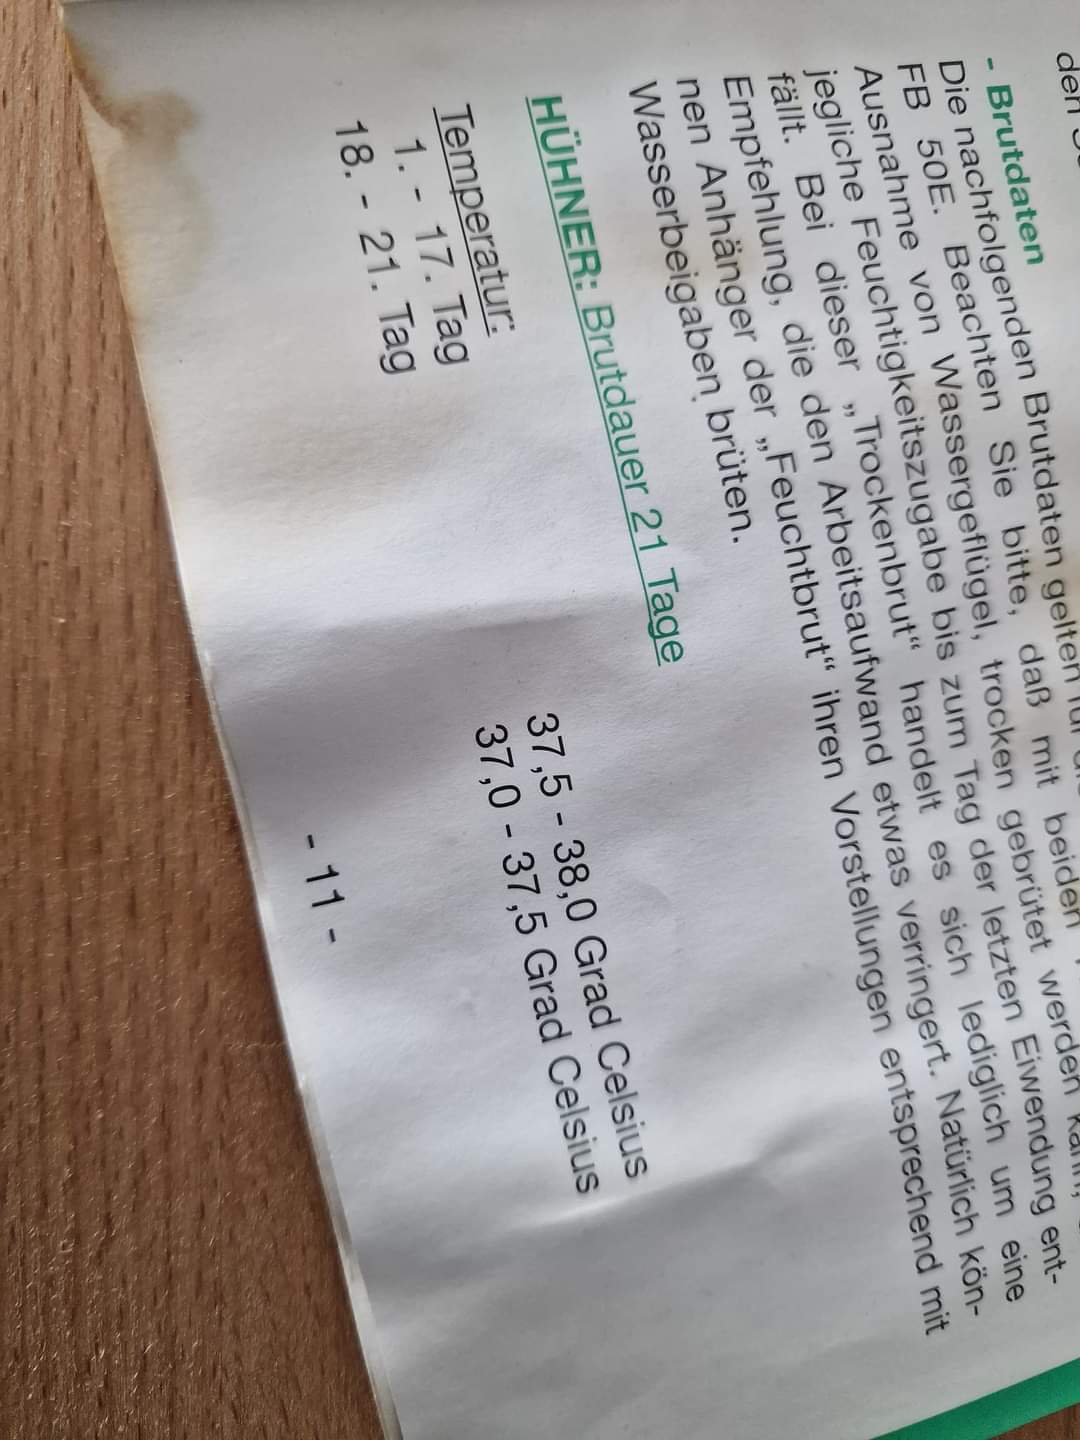 den
- Brutdaten
Die nachfolgenden Brutdaten gelten für
FB 50E. Beachten Sie bitte, daß mit beiden
Ausnahme von Wassergeflügel, trocken gebrütet werden kann,
jegliche Feuchtigkeitszugabe bis zum Tag der letzten Eiwendung ent-
fällt. Bei dieser „Trockenbrut“ handelt es sich lediglich um eine
Empfehlung, die den Arbeitsaufwand etwas verringert. Natürlich kön-
nen Anhänger der „Feuchtbrut“ ihren Vorstellungen entsprechend mit
Wasserbeigaben brüten.
HÜHNER: Brutdauer 21 Tage
Temperatur:
1. - 17. Tag 37,5 - 38,0 Grad Celsius
18. - 21. Tag 37,0 - 37,5 Grad Celsius
- 11 -